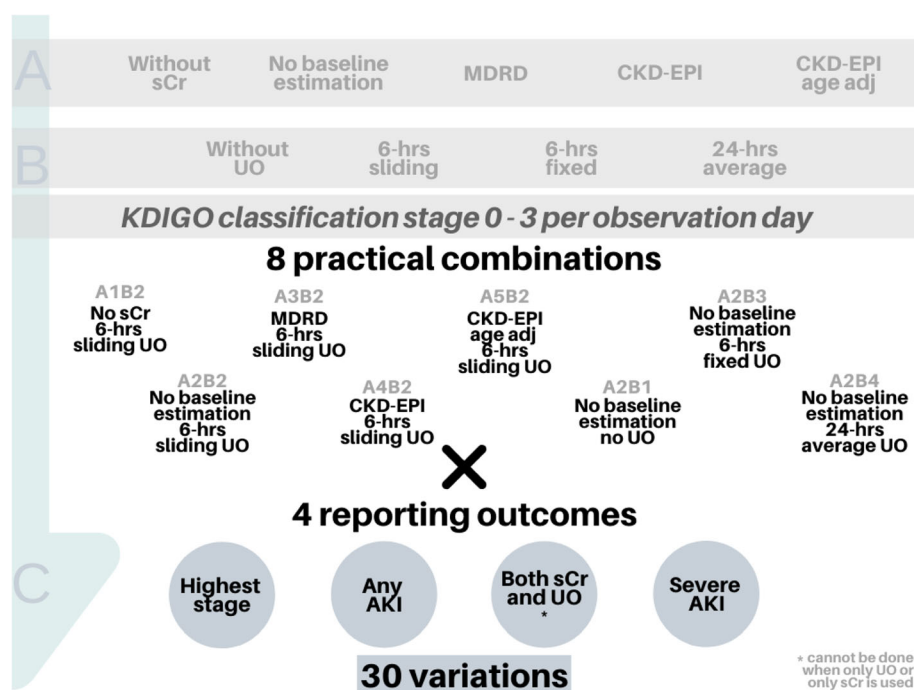 A
Without
sCr
No baseline
estimation
MDRD
CKD-EPI
CKD-EPI
age adj
B
Without
UO
6-hrs
sliding
6-hrs
fixed
24-hrs
average
KDIGO classification stage 0 - 3 per observation day
8 practical combinations
A1B2
No sCr
6-hrs
sliding UO
A3B2
MDRD
6-hrs
sliding UO
A5B2
CKD-EPI
age adj
6-hrs
sliding UO
A2B3
No baseline
estimation
6-hrs
fixed UO
A2B2
No baseline
estimation
6-hrs
sliding UO
A4B2
CKD-EPI
6-hrs
sliding UO
A2B1
No baseline
estimation
no UO
A2B4
No baseline
estimation
24-hrs
average UO
4 reporting outcomes
C
Highest
stage
Any
AKI
Both sCr
and UO
*
Severe
AKI
30 variations
* cannot be done
when only UO or
only sCr is used